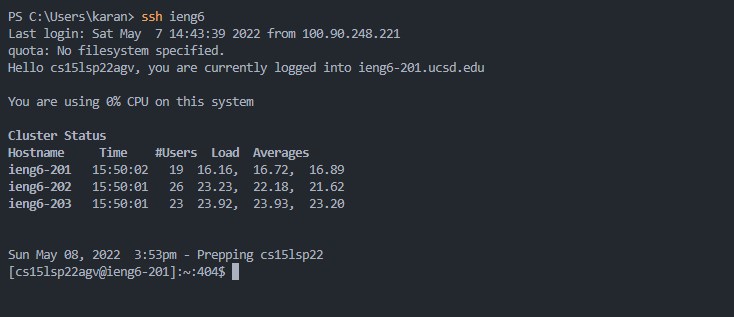 PS C:\Users\karan> ssh ieng6
Last login: Sat May  7 14:43:39 2022 from 100.90.248.221
quota: No filesystem specified.
Hello cs15lsp22agv, you are currently logged into ieng6-201.ucsd.edu
You are using 0% CPU on this system
Cluster Status
Hostname     Time    #Users  Load  Averages
ieng6-201   15:50:02   19  16.16,  16.72,  16.89
ieng6-202   15:50:01   26  23.23,  22.18,  21.62
ieng6-203   15:50:01   23  23.92,  23.93,  23.20
Sun May 08, 2022  3:53pm - Prepping cs15lsp22
[cs15lsp22agv@ieng6-201]:~:404$